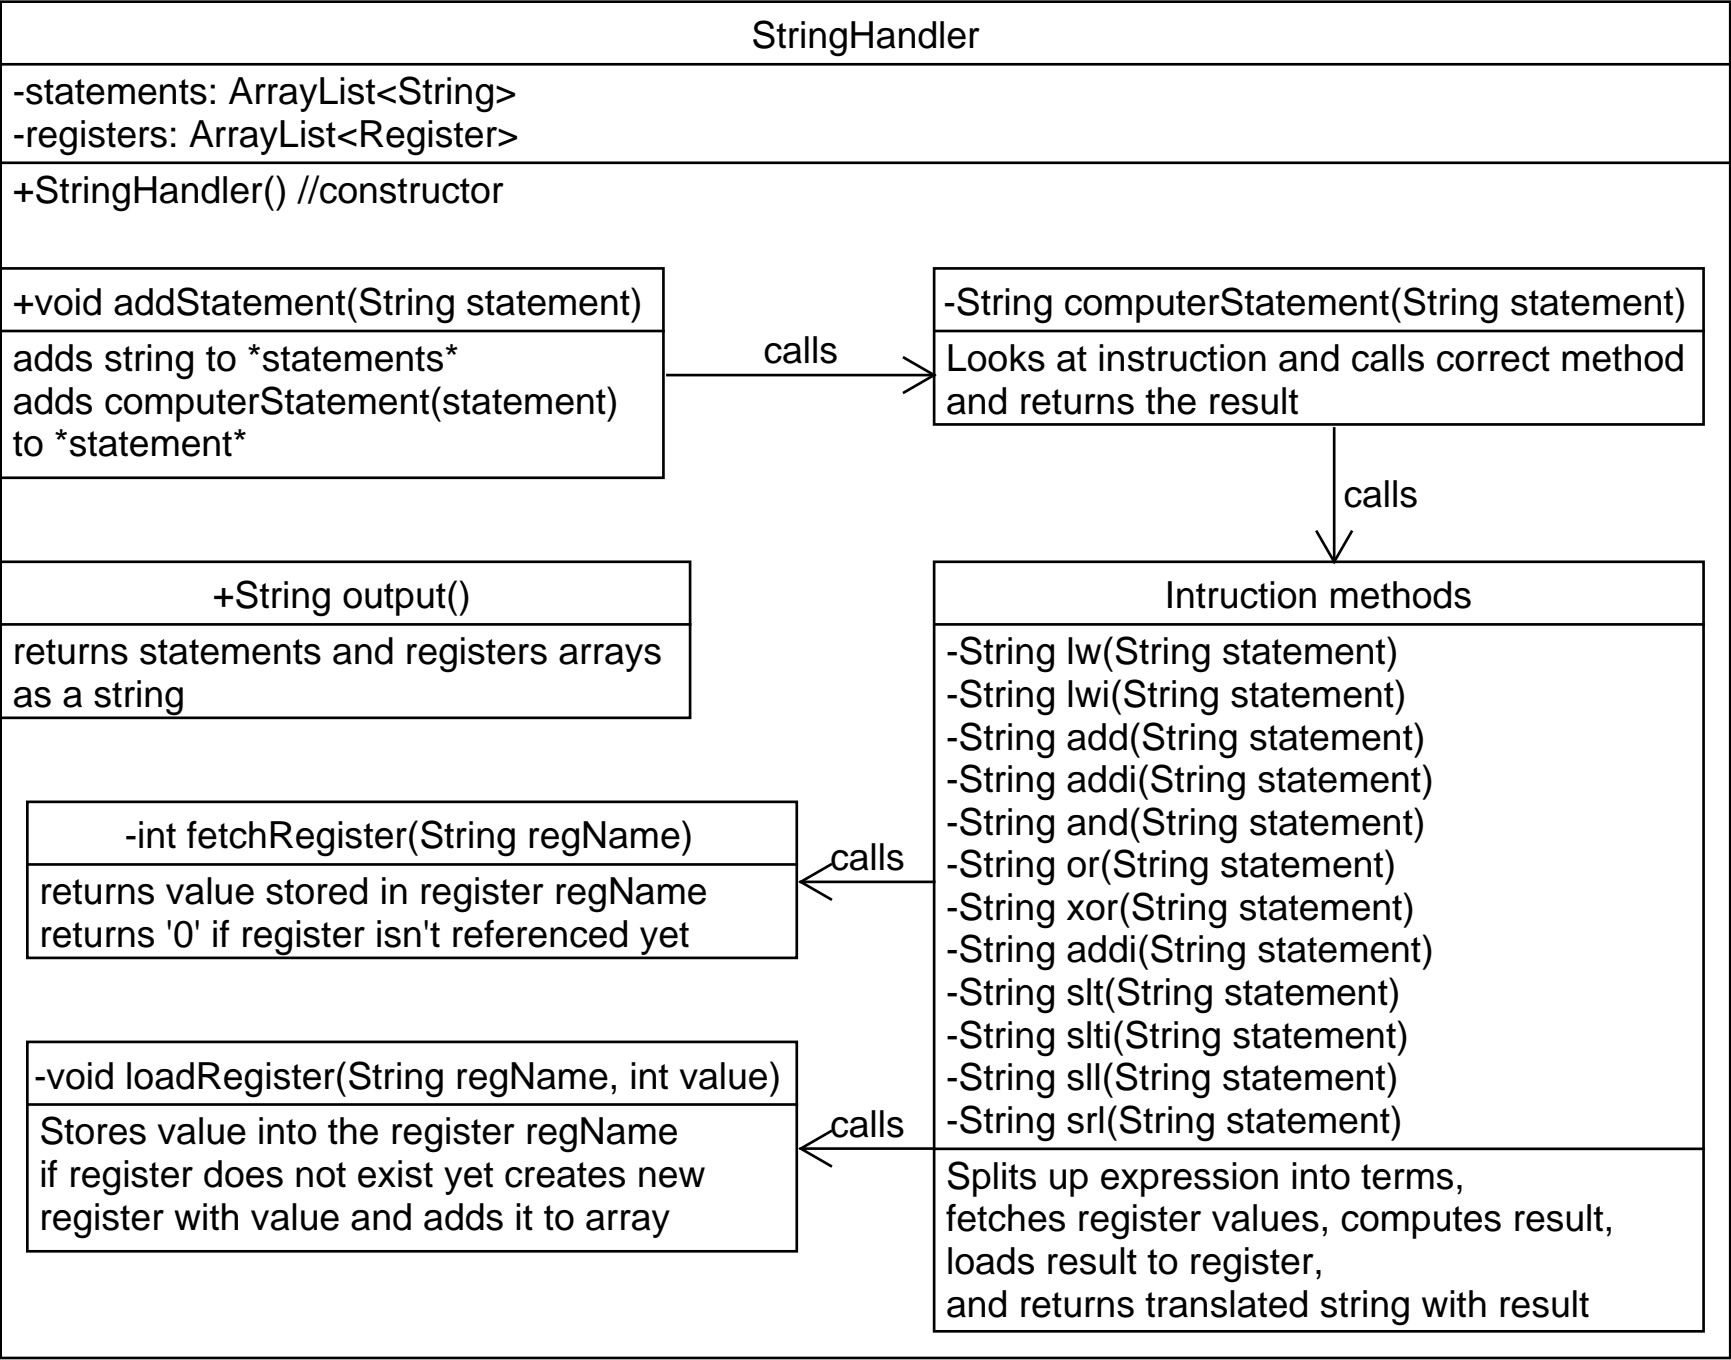 StringHandler
-statements: ArrayList<String>
-registers: ArrayList<Register>
+StringHandler() //constructor
+void addStatement(String statement)
adds string to *statements*
adds computerStatement(statement)
to *statement*
calls
-String computerStatement(String statement)
Looks at instruction and calls correct method
and returns the result
calls
+String output()
returns statements and registers arrays
as a string
Intruction methods
-String lw(String statement)
-String lwi(String statement)
-String add(String statement)
-String addi(String statement)
-String and(String statement)
-String or(String statement)
-String xor(String statement)
-String addi(String statement)
-String slt(String statement)
-String slti(String statement)
-String sll(String statement)
-String srl(String statement)
Splits up expression into terms,
fetches register values, computes result,
loads result to register,
and returns translated string with result
calls
-int fetchRegister(String regName)
returns value stored in register regName
returns '0' if register isn't referenced yet
calls
-void loadRegister(String regName, int value)
Stores value into the register regName
if register does not exist yet creates new
register with value and adds it to array